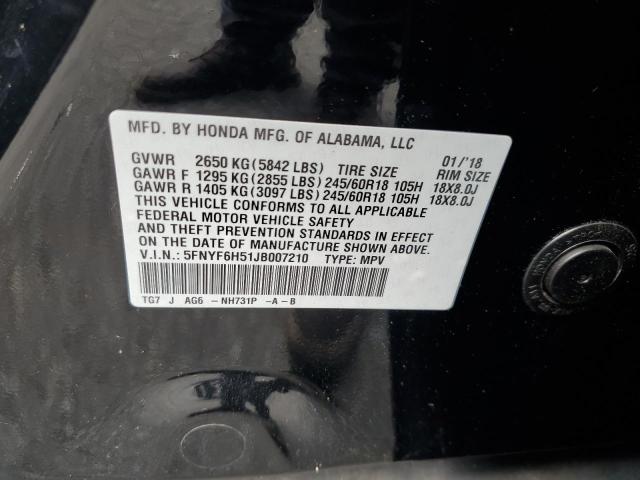 MFD. BY HONDA MFG. OF ALABAMA, LLC
GVWR 2650 KG (5842 LBS) TIRE SIZE 01/'18 RIM SIZE
GAWR F 1295 KG (2855 LBS) 245/60R18 105H 18X8.0J
GAWR R 1405 KG (3097 LBS) 245/60R18 105H 18X8.0J
THIS VEHICLE CONFORMS TO ALL APPLICABLE
FEDERAL MOTOR VEHICLE SAFETY
AND THEFT PREVENTION STANDARDS IN EFFECT
ON THE DATE OF MANUFACTURE SHOWN ABOVE.
V.I.N.: 5FNYF6H51JB007210 TYPE: MPV
TG7 J AG6 -NH731P -A-B